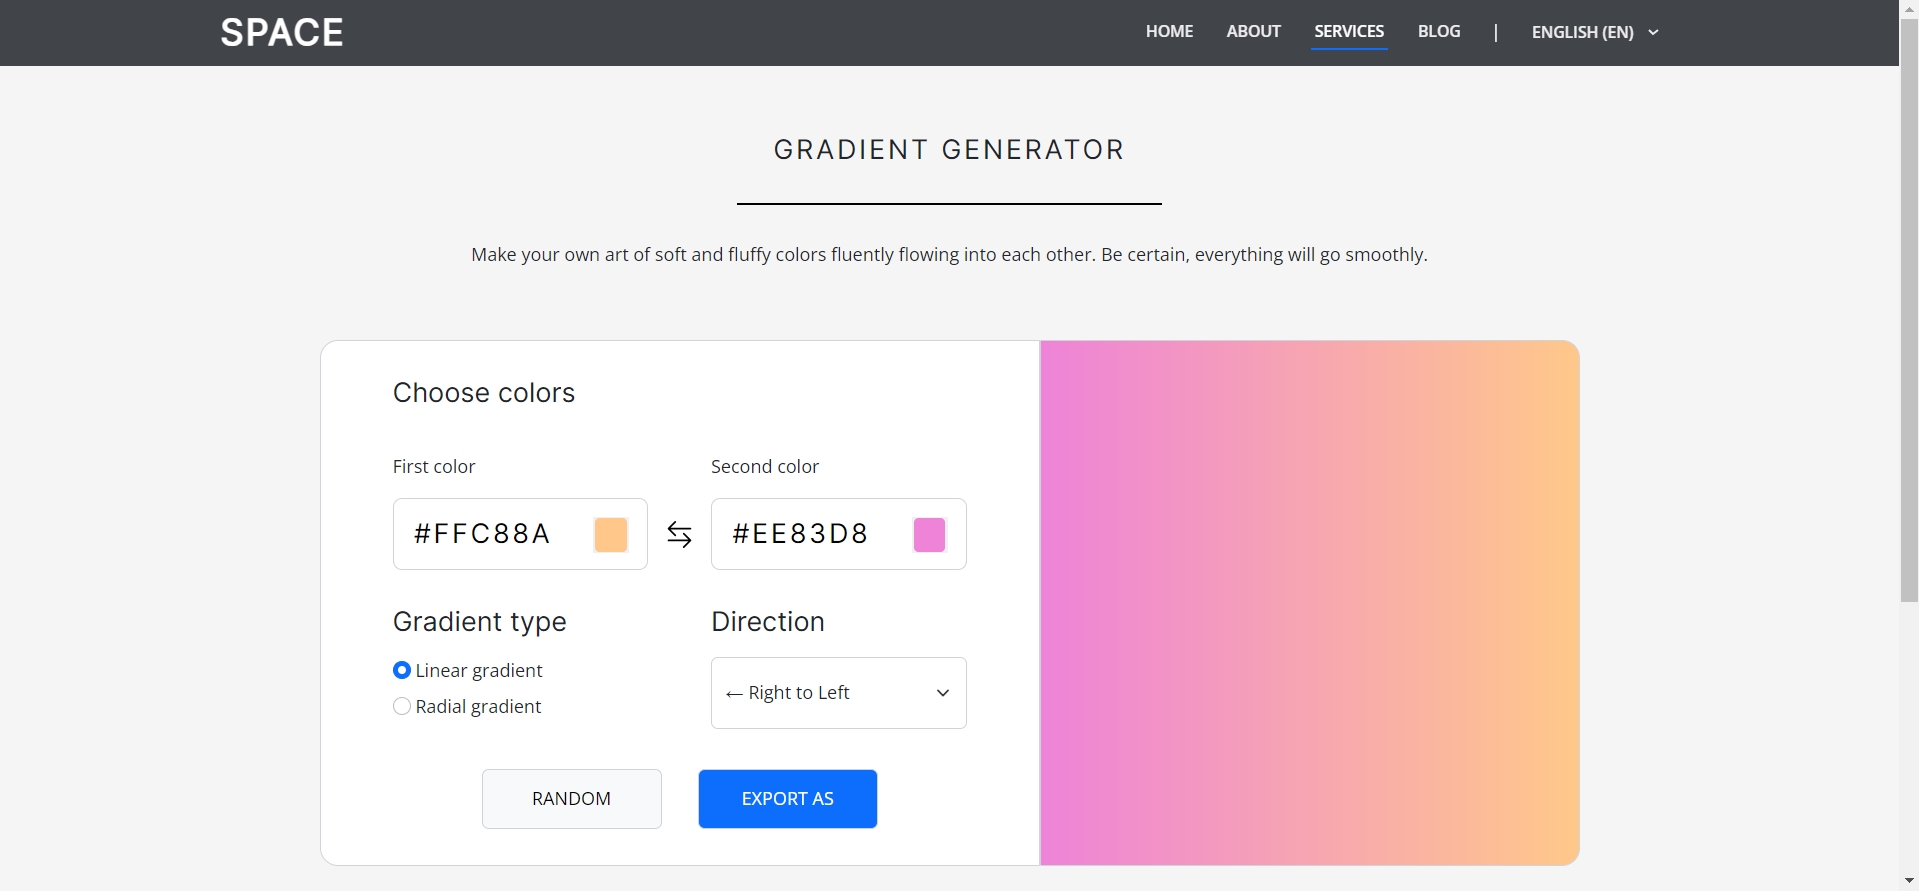 SPACE
HOME ABOUT SERVICES BLOG | ENGLISH (EN)
GRADIENT GENERATOR
Make your own art of soft and fluffy colors fluently flowing into each other. Be certain, everything will go smoothly.
Choose colors
First color Second color
#FFC88A ⇆ #EE83D8
Gradient type Direction
Linear gradient
← Right to Left
Radial gradient
RANDOM EXPORT AS